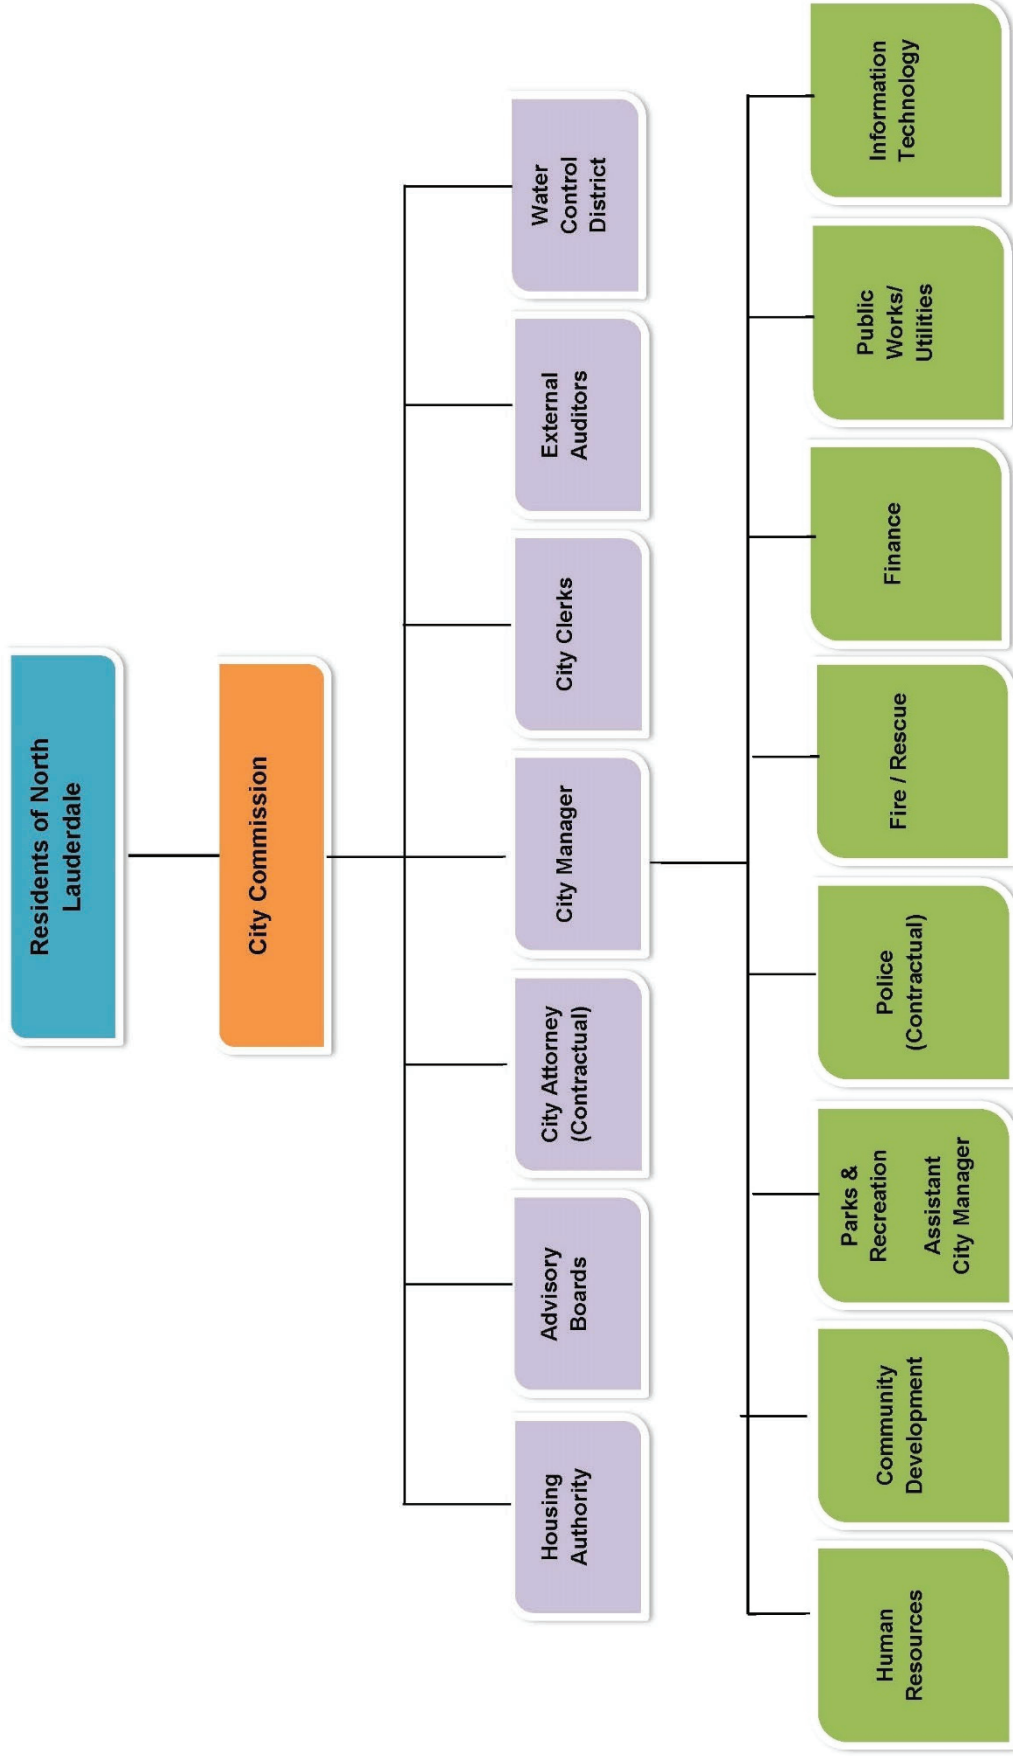 Residents of North
Lauderdale
City Commission
Housing
Authority
Advisory
Boards
City Attorney
(Contractual)
City Manager
City Clerks
External
Auditors
Water
Control
District
Human
Resources
Community
Development
Parks &
Recreation
Assistant
City Manager
Police
(Contractual)
Fire / Rescue
Finance
Public
Works/
Utilities
Information
Technology